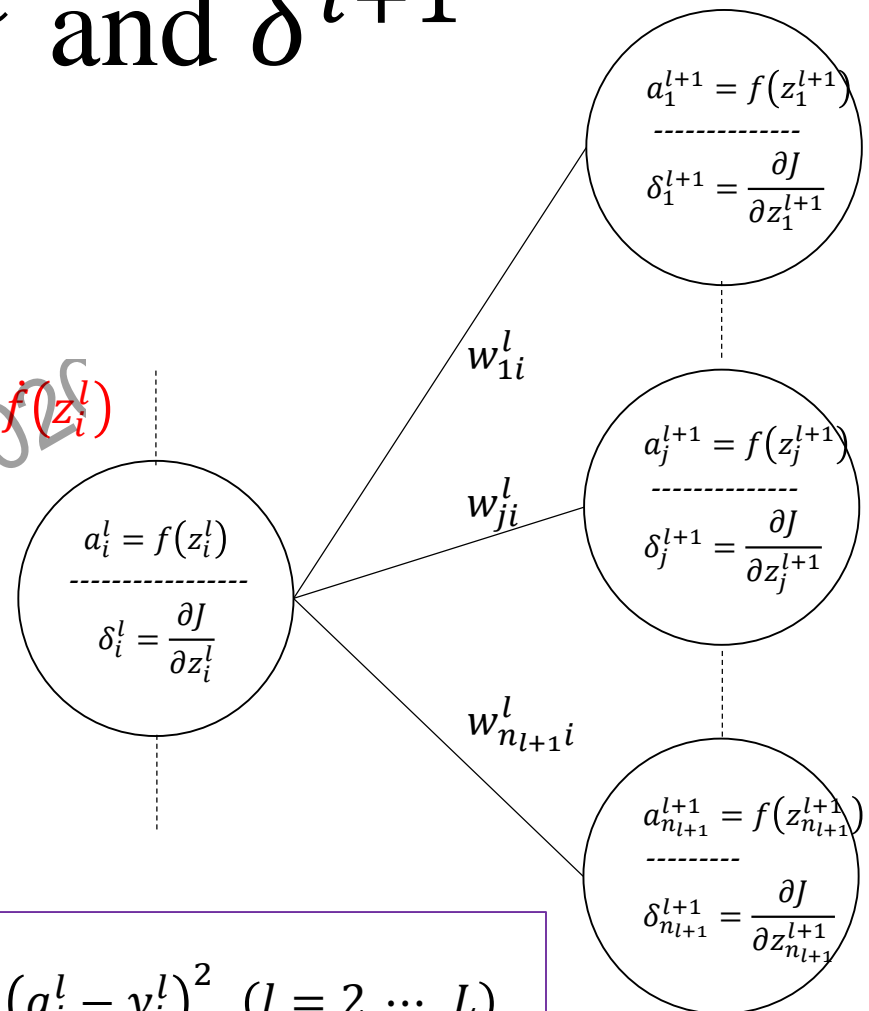 and δ^{l+1}
a_1^{l+1} = f(z_1^{l+1})
--------------
δ_1^{l+1} = ∂J/∂z_1^{l+1}
w_{1i}^l
ḟ(z_i^l)
a_j^{l+1} = f(z_j^{l+1})
--------------
δ_j^{l+1} = ∂J/∂z_j^{l+1}
w_{ji}^l
a_i^l = f(z_i^l)
-----------------
δ_i^l = ∂J/∂z_i^l
w_{n_{l+1}i}^l
a_{n_{l+1}}^{l+1} = f(z_{n_{l+1}}^{l+1})
---------
δ_{n_{l+1}}^{l+1} = ∂J/∂z_{n_{l+1}}^{l+1}
(a_i^l − y_i^l)^2 (l = 2 ⋯ L)